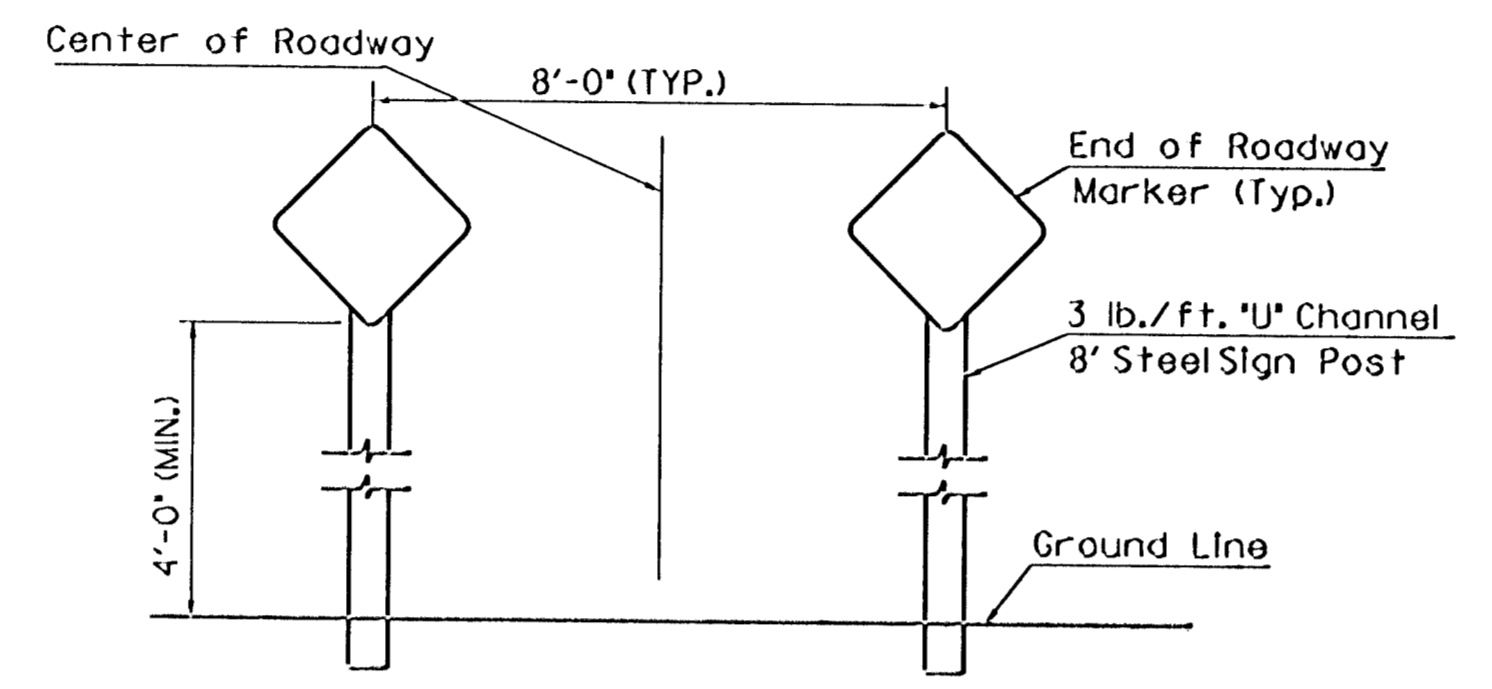 Center of Roadway
8'-0" (TYP.)
End of Roadway
Marker (Typ.)
3 lb./ft. "U" Channel
8' Steel Sign Post
4'-0" (MIN.)
Ground Line